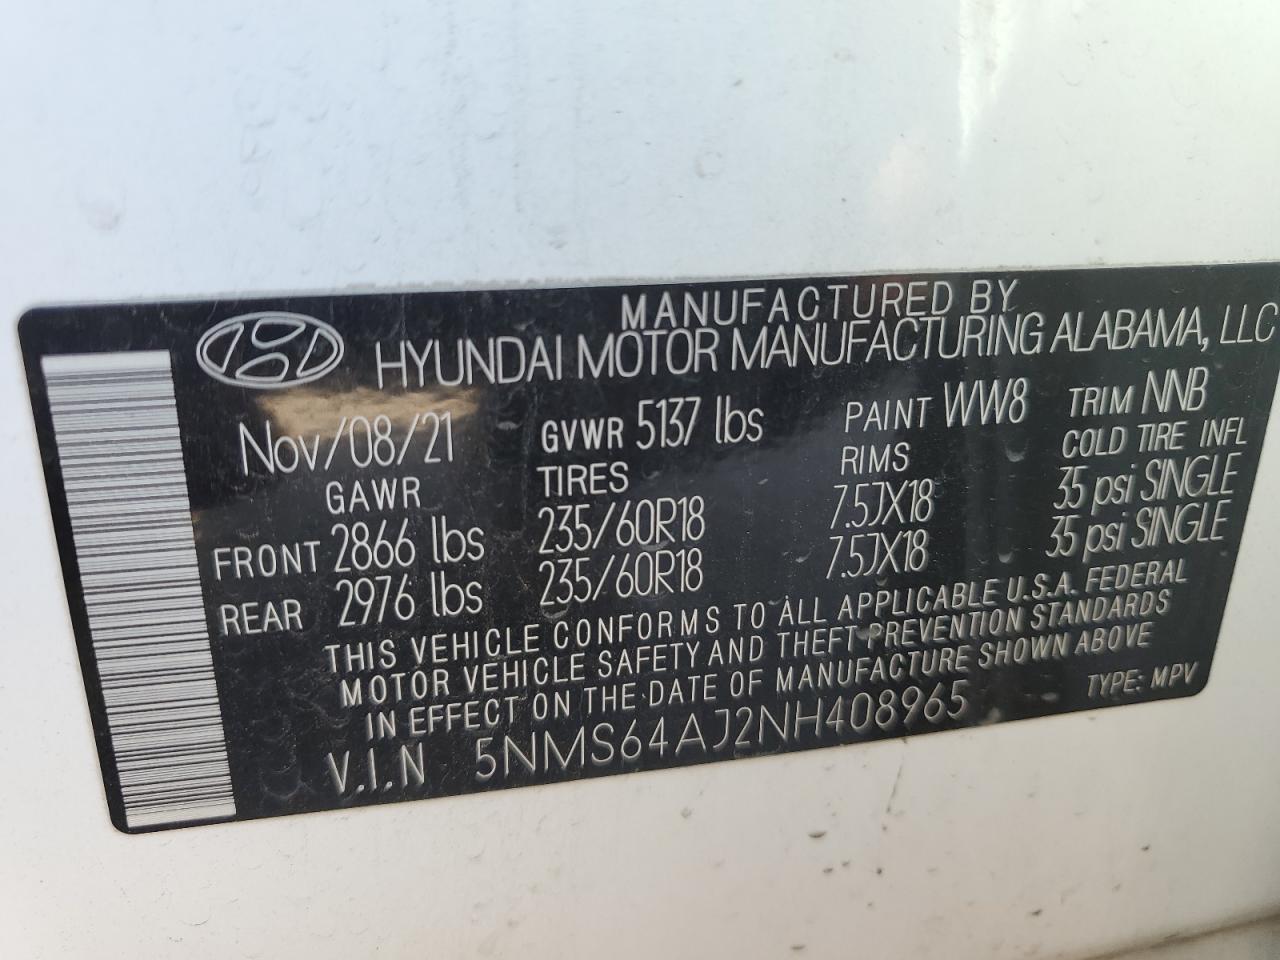 MANUFACTURED BY
HYUNDAI MOTOR MANUFACTURING ALABAMA, LLC
Nov/08/21 GVWR 5137 lbs PAINT WW8 TRIM NNB
GAWR TIRES RIMS COLD TIRE INFL
FRONT 2866 lbs 235/60R18 7.5JX18 35 psi SINGLE
REAR 2976 lbs 235/60R18 7.5JX18 35 psi SINGLE
THIS VEHICLE CONFORMS TO ALL APPLICABLE U.S.A. FEDERAL
MOTOR VEHICLE SAFETY AND THEFT PREVENTION STANDARDS
IN EFFECT ON THE DATE OF MANUFACTURE SHOWN ABOVE
V.I.N 5NMS64AJ2NH408965 TYPE: MPV